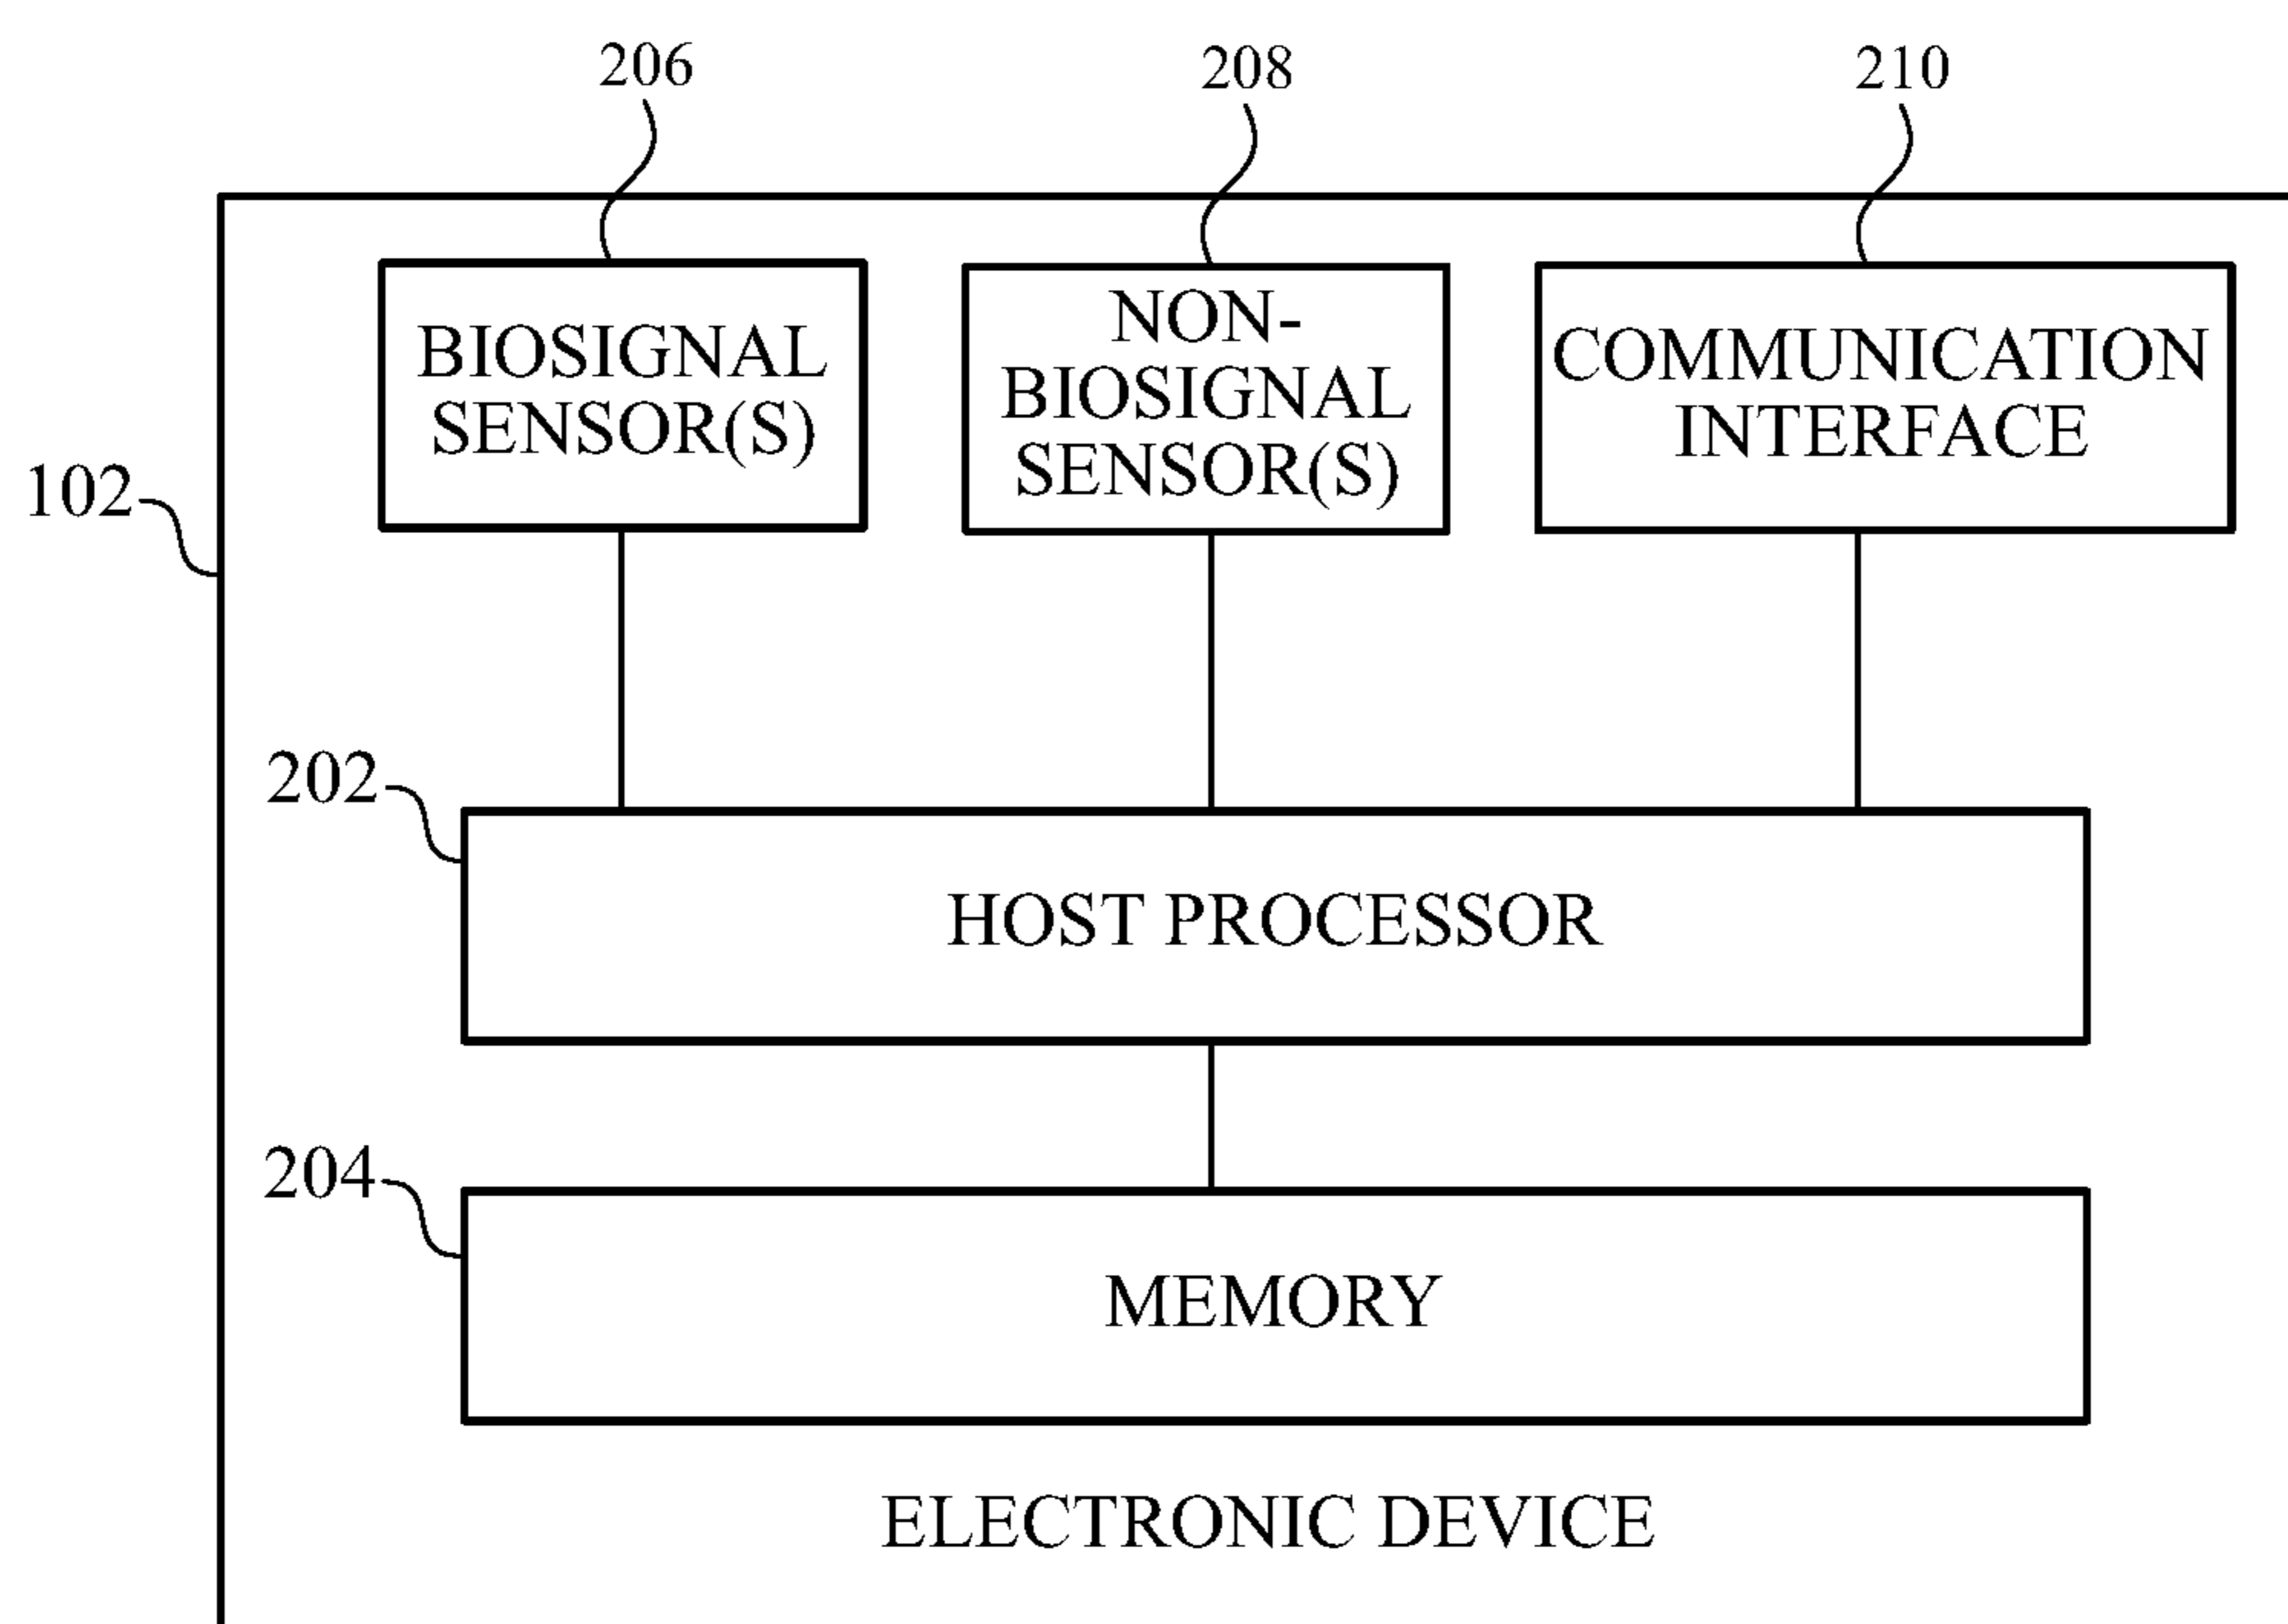 206
208
210
BIOSIGNAL
SENSOR(S)
NON-
BIOSIGNAL
SENSOR(S)
COMMUNICATION
INTERFACE
102
202
HOST PROCESSOR
204
MEMORY
ELECTRONIC DEVICE